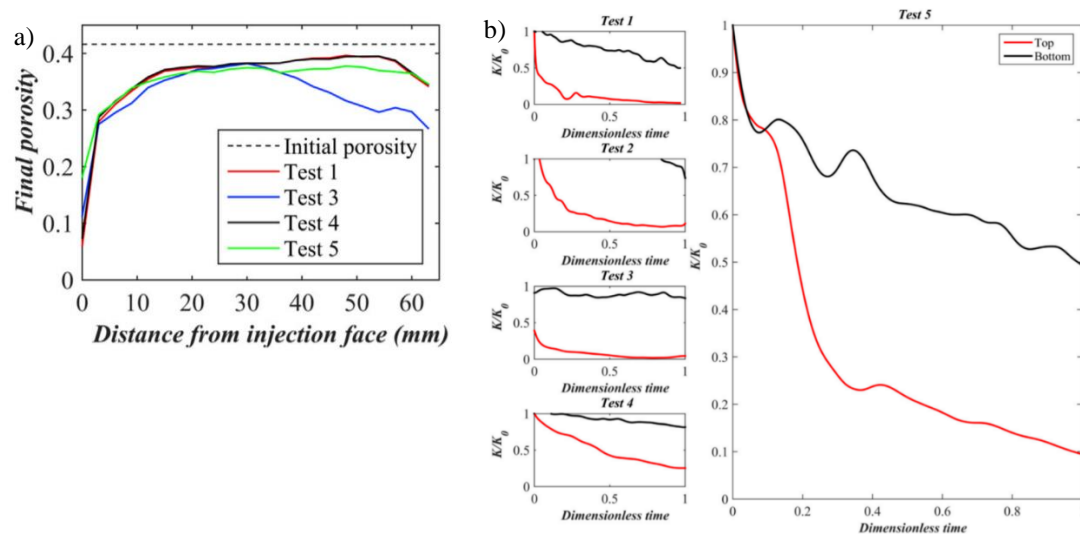 a)
Final porosity
0.4
0.3
0.2
0.1
0
0 10 20 30 40 50 60
Distance from injection face (mm)
Initial porosity
Test 1
Test 3
Test 4
Test 5
b)
Test 1
K/K0
1
0.5
0
0 0.5 1
Dimensionless time
Test 2
K/K0
1
0.5
0
0 0.5 1
Dimensionless time
Test 3
K/K0
1
0.5
0
0 0.5 1
Dimensionless time
Test 4
K/K0
1
0.5
0
0 0.5 1
Dimensionless time
Test 5
Top
Bottom
K/K0
1
0.9
0.8
0.7
0.6
0.5
0.4
0.3
0.2
0.1
0
0 0.2 0.4 0.6 0.8
Dimensionless time